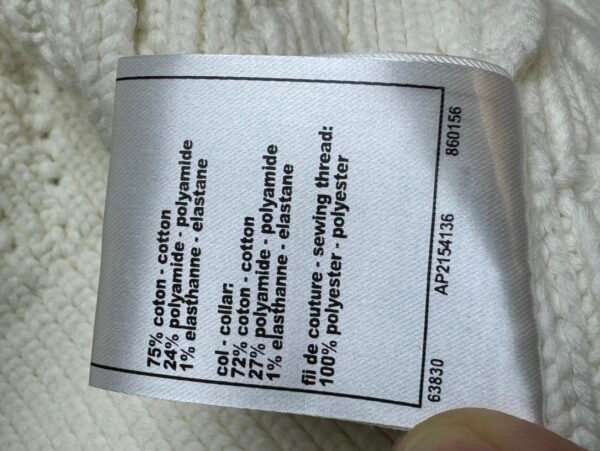 75% coton - cotton
24% polyamide - polyamide
1% elasthanne - elastane
col - collar:
72% coton - cotton
27% polyamide - polyamide
1% elasthanne - elastane
fil de couture - sewing thread:
100% polyester - polyester
63830 AP2154136 860156